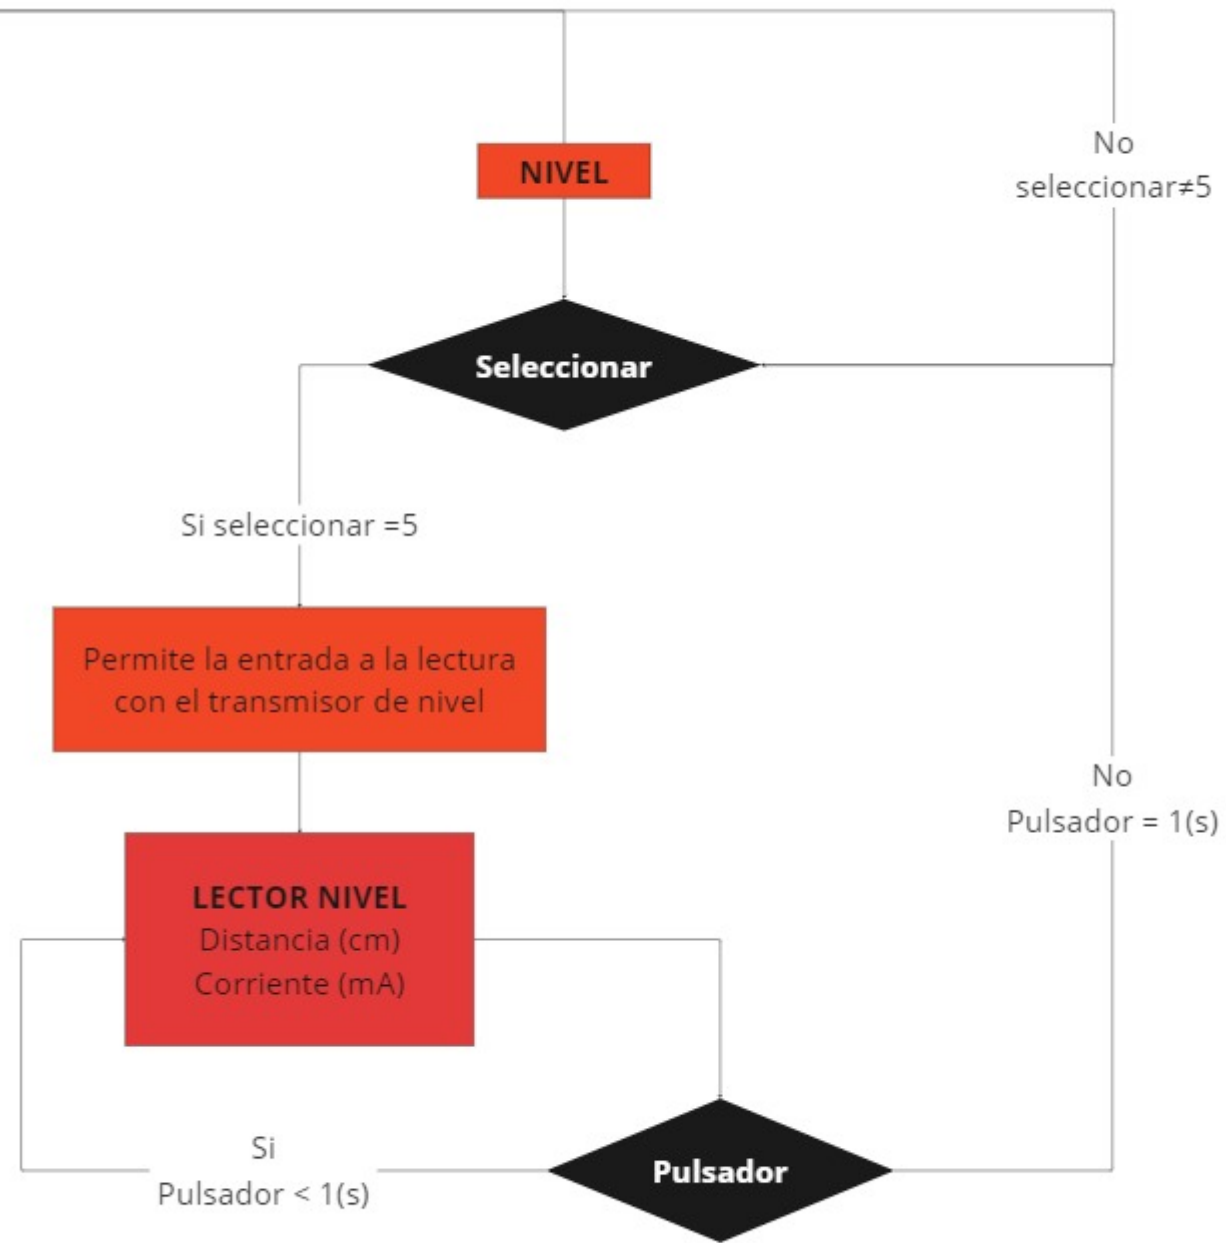 NIVEL
No
seleccionar≠5
Seleccionar
Si seleccionar =5
Permite la entrada a la lectura
con el transmisor de nivel
No
Pulsador = 1(s)
LECTOR NIVEL
Distancia (cm)
Corriente (mA)
Si
Pulsador < 1(s)
Pulsador